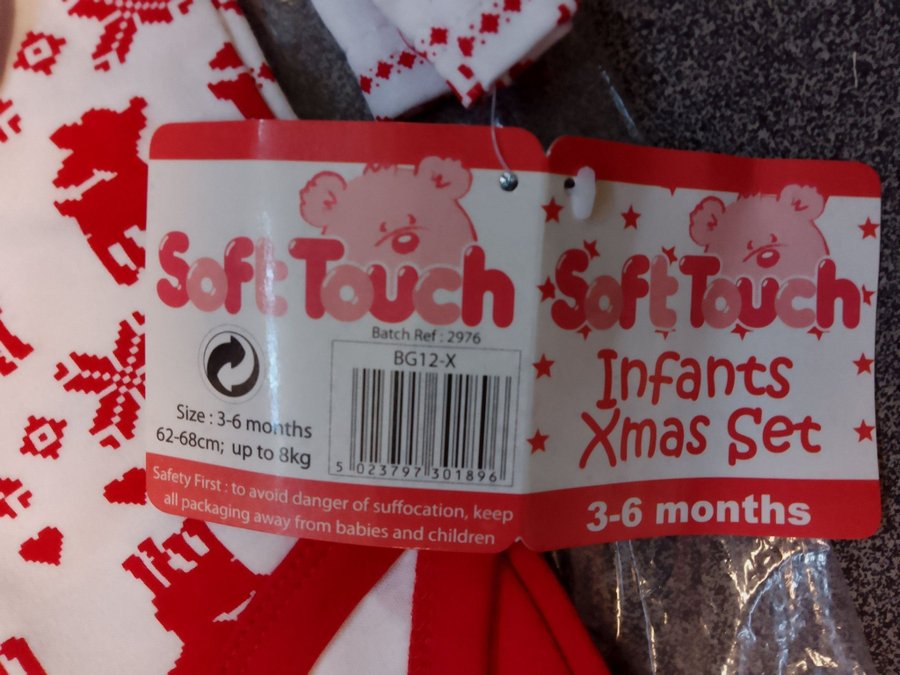 Soft Touch
Batch Ref : 2976
BG12-X
5 023797 301896
Size : 3-6 months
62-68cm; up to 8kg
Safety First : to avoid danger of suffocation, keep
all packaging away from babies and children
Soft Touch
Infants
Xmas Set
3-6 months